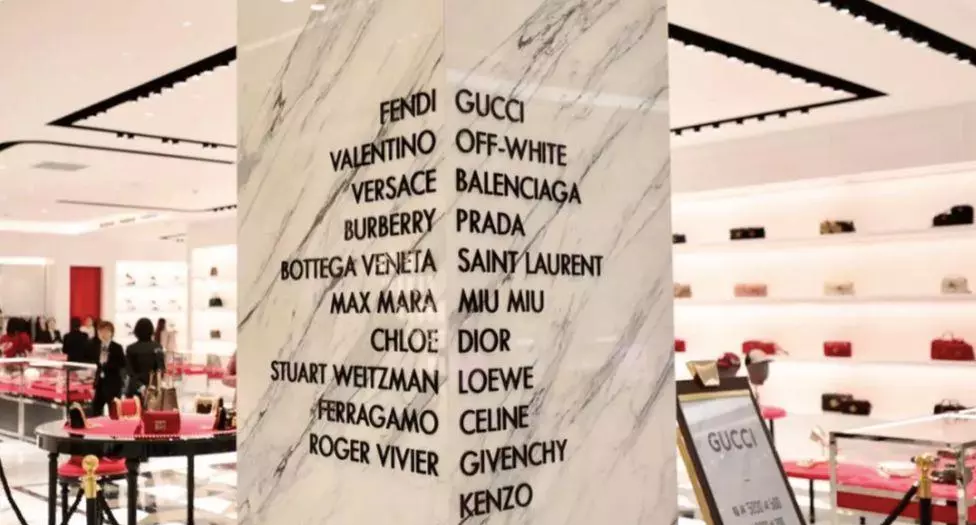 FENDI
VALENTINO
VERSACE
BURBERRY
BOTTEGA VENETA
MAX MARA
CHLOE
STUART WEITZMAN
FERRAGAMO
ROGER VIVIER
GUCCI
OFF-WHITE
BALENCIAGA
PRADA
SAINT LAURENT
MIU MIU
DIOR
LOEWE
CELINE
GIVENCHY
KENZO
GUCCI